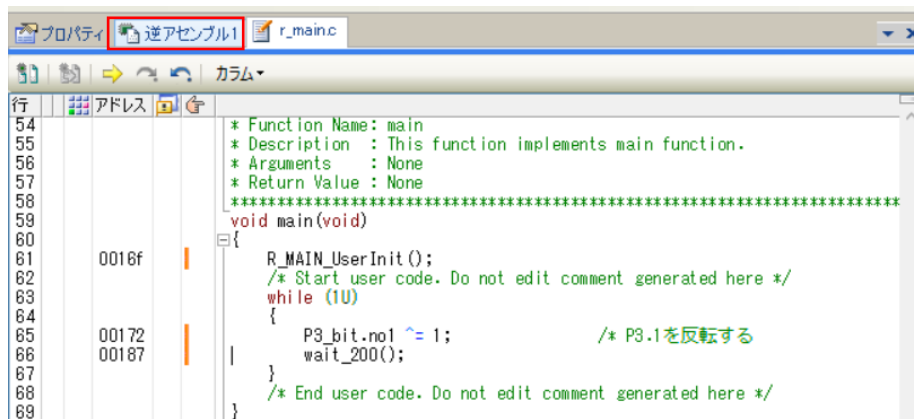 プロパティ 逆アセンブル1 r_main.c
カラム
行 アドレス
54 * Function Name: main
55 * Description : This function implements main function.
56 * Arguments : None
57 * Return Value : None
58 ***********************************************************************
59 void main(void)
60 {
61 0016f R_MAIN_UserInit();
62 /* Start user code. Do not edit comment generated here */
63 while (1U)
64 {
65 00172 P3_bit.no1 ^= 1; /* P3.1を反転する
66 00187 wait_200();
67 }
68 /* End user code. Do not edit comment generated here */
69 }